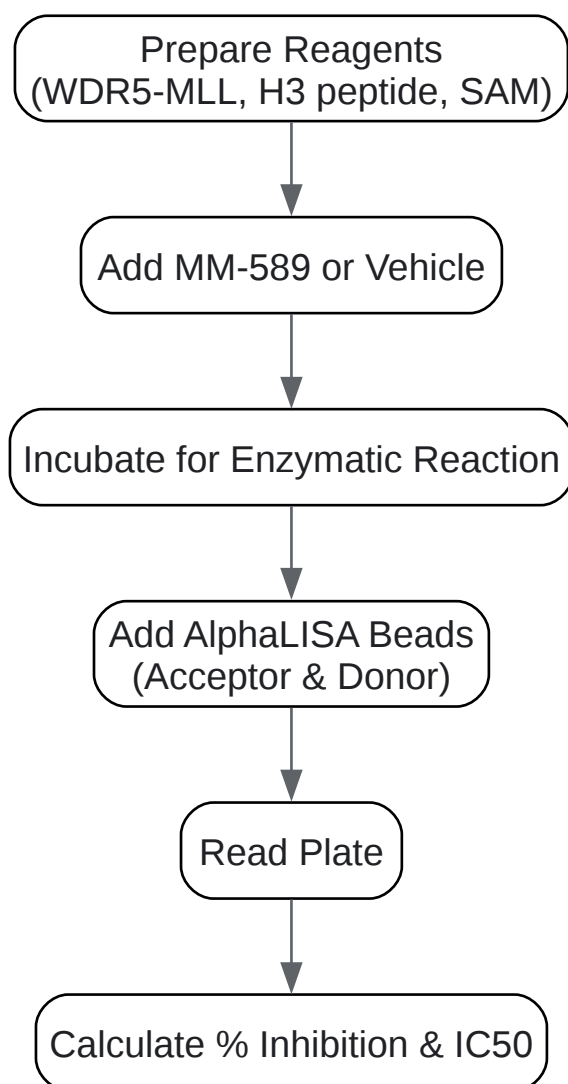 Prepare Reagents
(WDR5-MLL, H3 peptide, SAM)
Add MM-589 or Vehicle
Incubate for Enzymatic Reaction
Add AlphaLISA Beads
(Acceptor & Donor)
Read Plate
Calculate % Inhibition & IC50